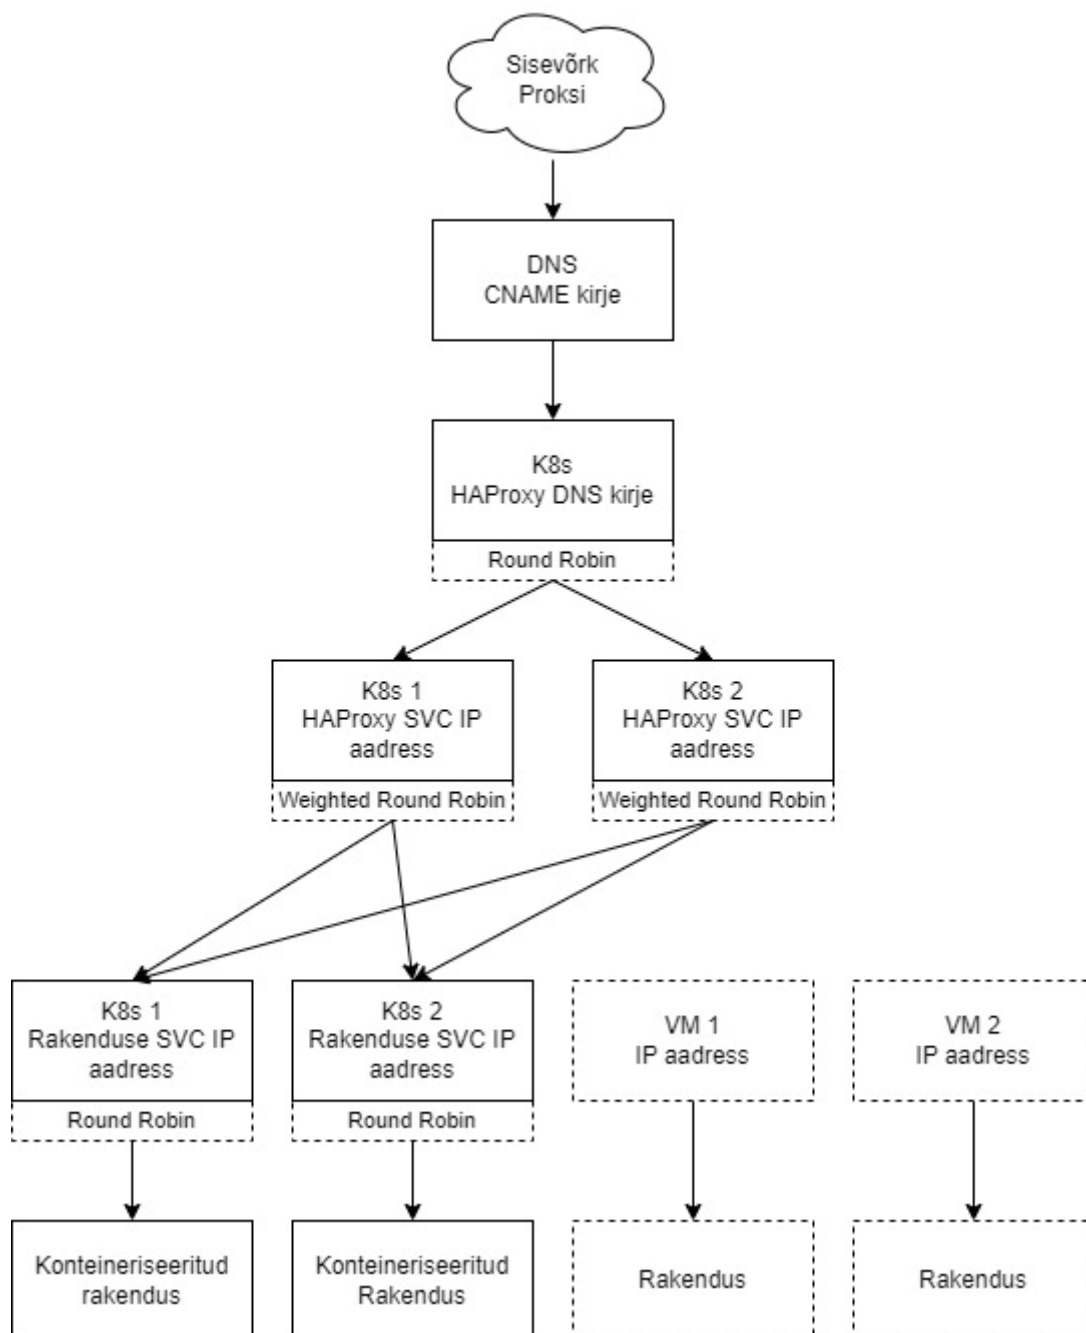 Sisevõrk
Proksi
DNS
CNAME kirje
K8s
HAProxy DNS kirje
Round Robin
K8s 1
HAProxy SVC IP
aadress
Weighted Round Robin
K8s 2
HAProxy SVC IP
aadress
Weighted Round Robin
K8s 1
Rakenduse SVC IP
aadress
Round Robin
K8s 2
Rakenduse SVC IP
aadress
Round Robin
VM 1
IP aadress
VM 2
IP aadress
Konteineriseeritud
rakendus
Konteineriseeritud
Rakendus
Rakendus
Rakendus